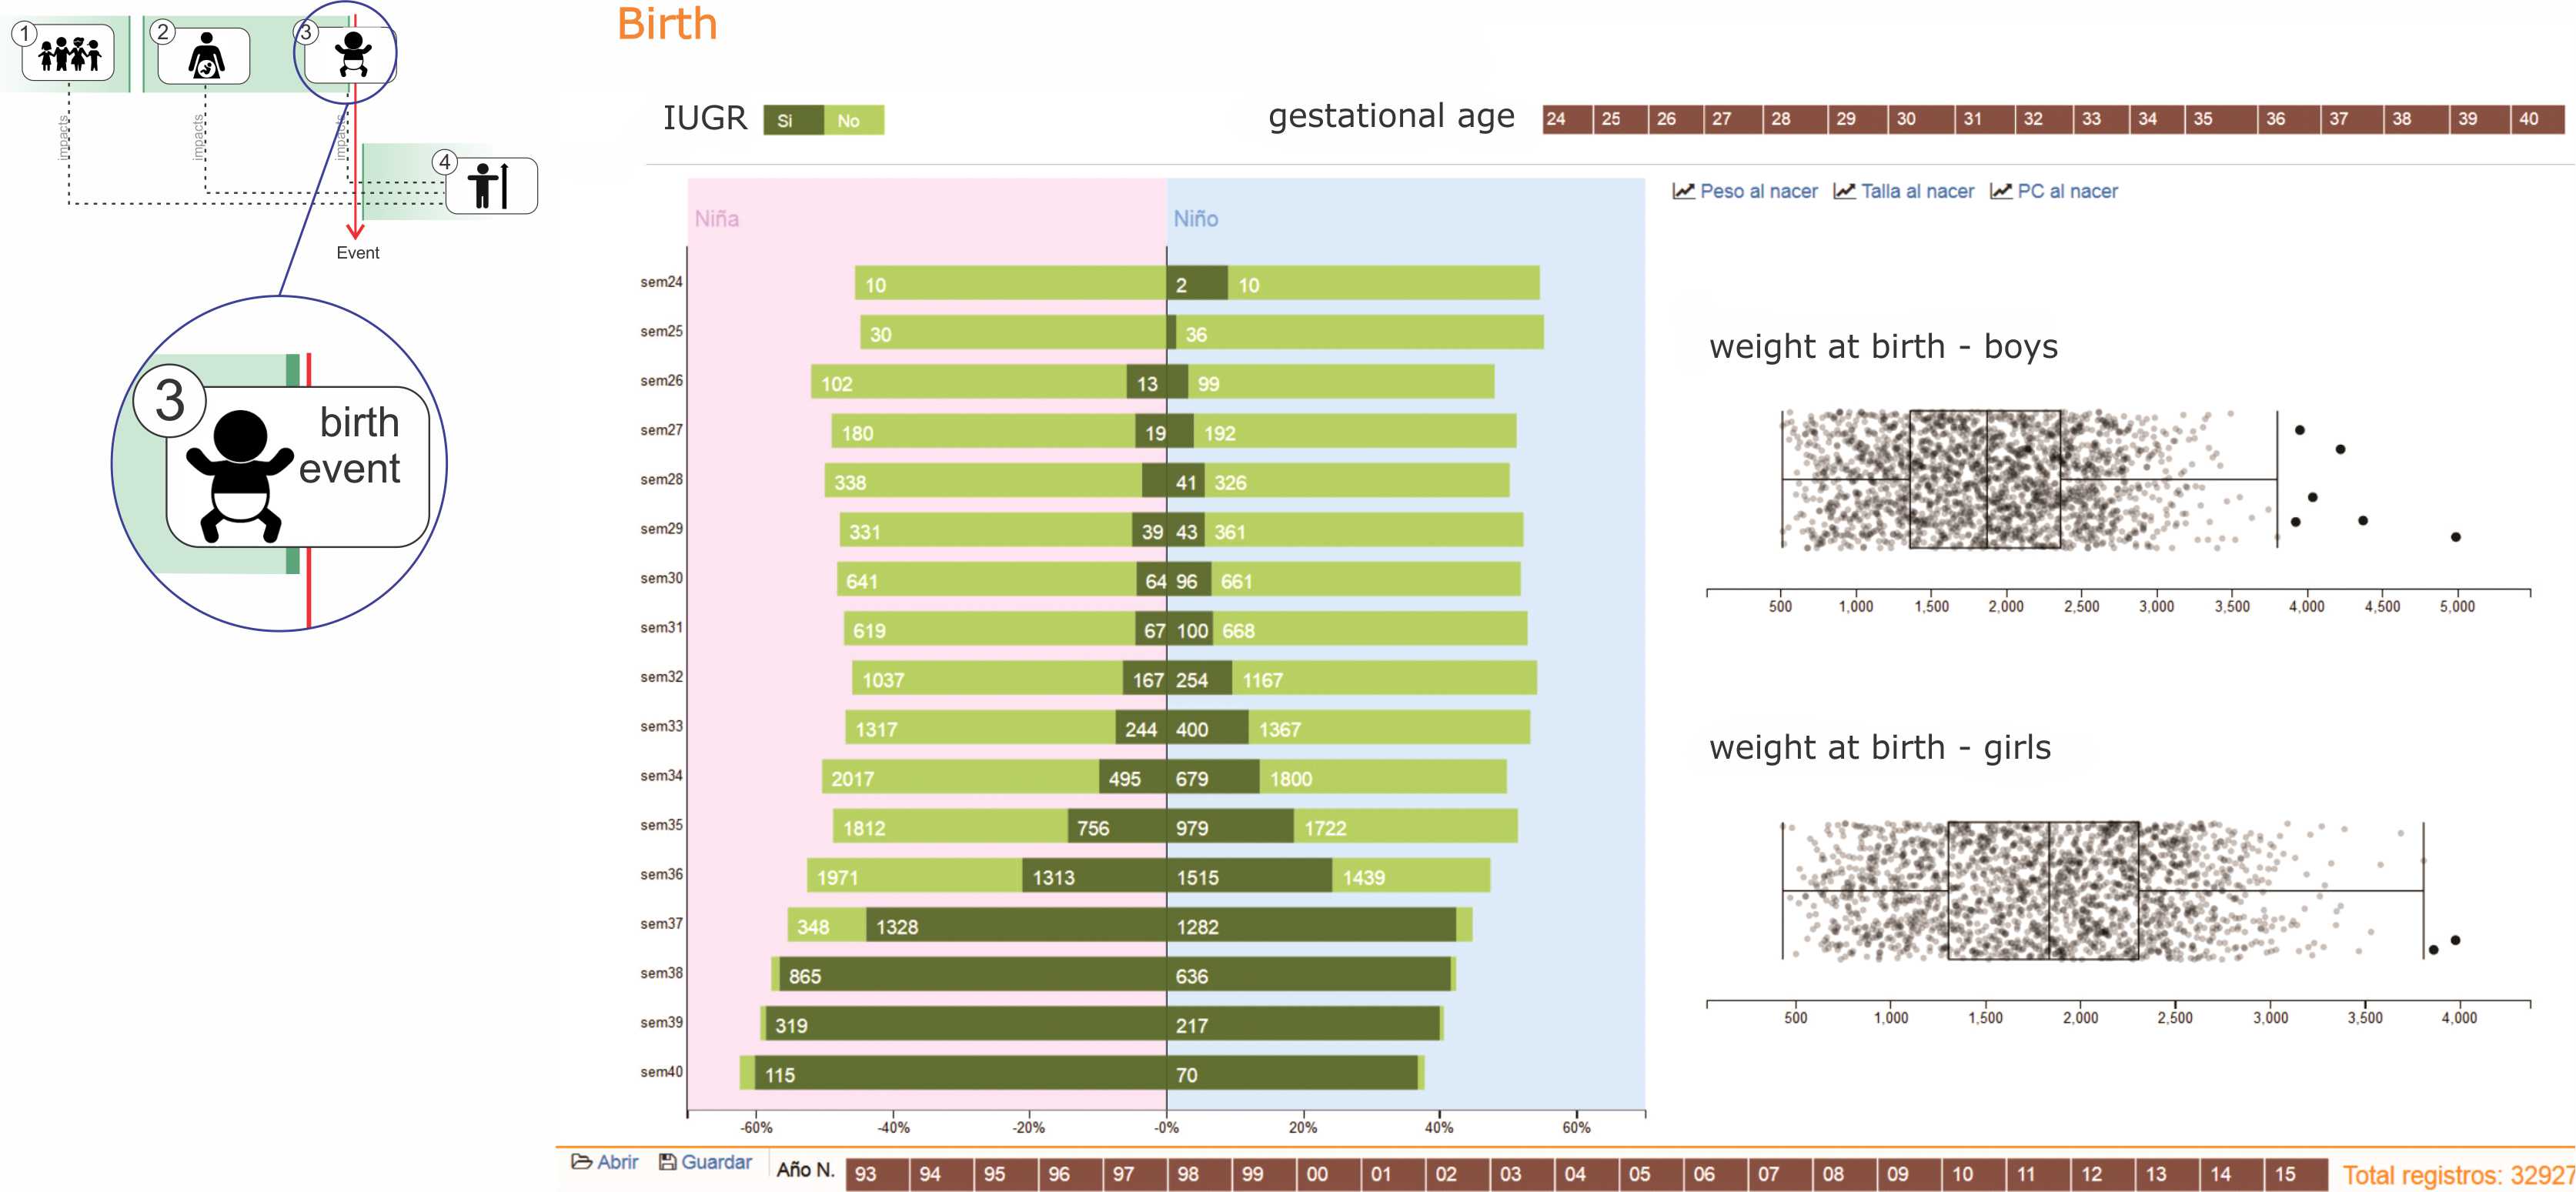 Birth
1
2
3
impacts
impacts
impacts
4
Event
3
birth
event
IUGR
Si
No
gestational age
24 25 26 27 28 29 30 31 32 33 34 35 36 37 38 39 40
Niña
Niño
Peso al nacer
Talla al nacer
PC al nacer
sem24 10 2 10
sem25 30 36
sem26 102 13 99
sem27 180 19 192
sem28 338 41 326
sem29 331 39 43 361
sem30 641 64 96 661
sem31 619 67 100 668
sem32 1037 167 254 1167
sem33 1317 244 400 1367
sem34 2017 495 679 1800
sem35 1812 756 979 1722
sem36 1971 1313 1515 1439
sem37 348 1328 1282
sem38 865 636
sem39 319 217
sem40 115 70
-60% -40% -20% -0% 20% 40% 60%
weight at birth - boys
500 1,000 1,500 2,000 2,500 3,000 3,500 4,000 4,500 5,000
weight at birth - girls
500 1,000 1,500 2,000 2,500 3,000 3,500 4,000
Abrir
Guardar
Año N.
93 94 95 96 97 98 99 00 01 02 03 04 05 06 07 08 09 10 11 12 13 14 15
Total registros: 32927